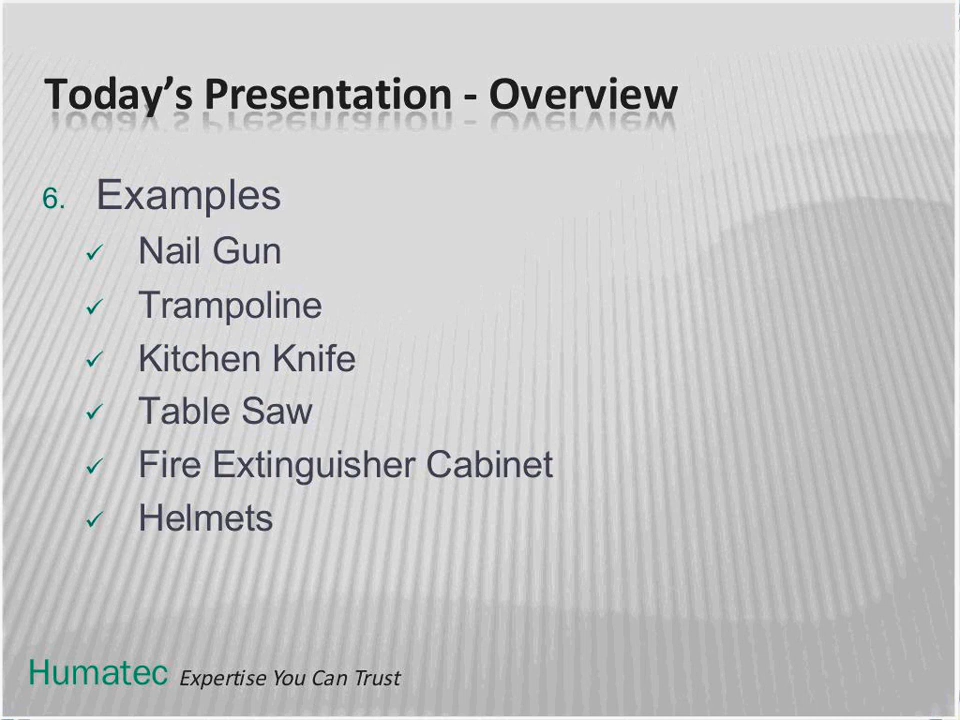 Today’s Presentation - Overview
6. Examples
✓ Nail Gun
✓ Trampoline
✓ Kitchen Knife
✓ Table Saw
✓ Fire Extinguisher Cabinet
✓ Helmets
Humatec Expertise You Can Trust